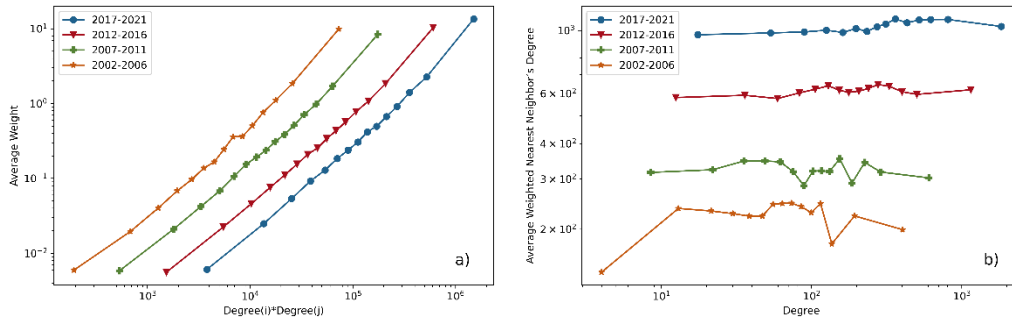 2017-2021
2012-2016
2007-2011
2002-2006
Average Weight
10¹
10⁰
10⁻¹
10⁻²
10³
10⁴
10⁵
10⁶
Degree(i)*Degree(j)
a)
2017-2021
2012-2016
2007-2011
2002-2006
Average Weighted Nearest Neighbor's Degree
10³
6 × 10²
4 × 10²
3 × 10²
2 × 10²
10¹
10²
10³
Degree
b)